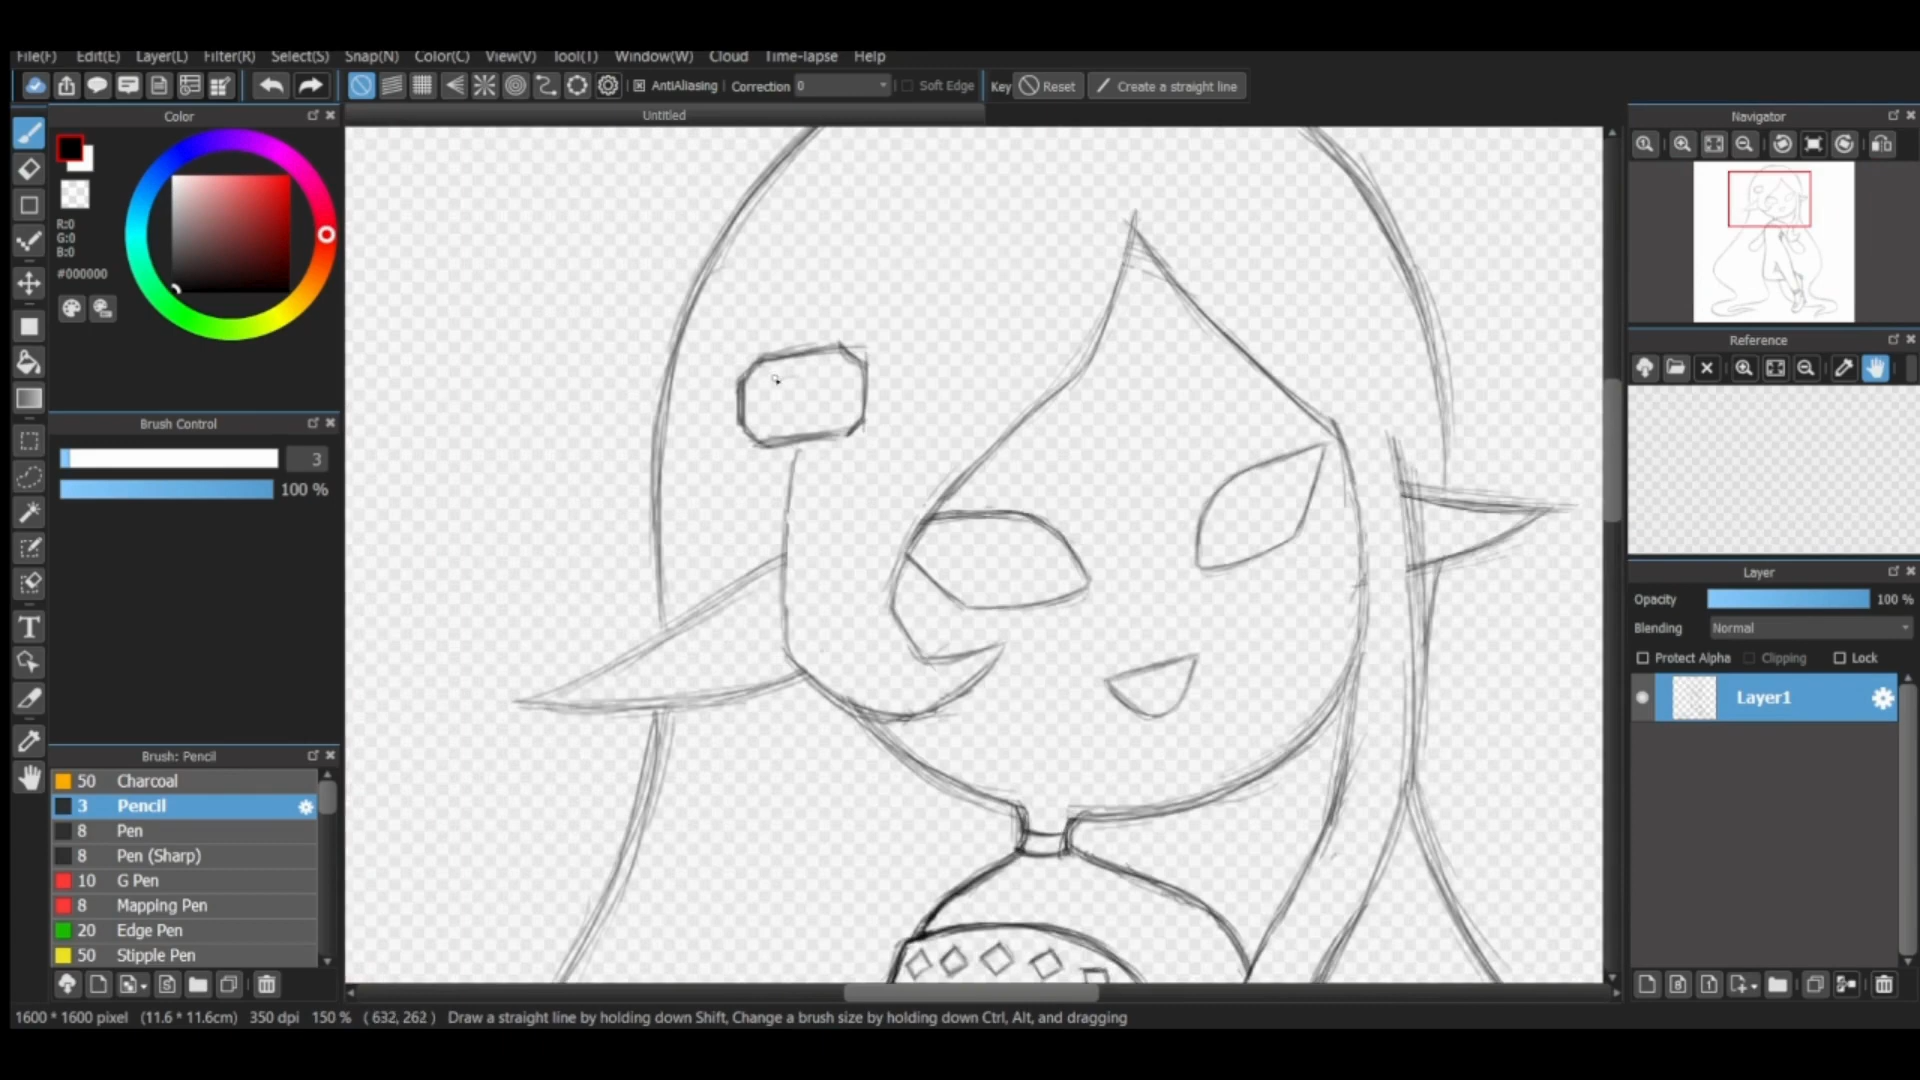 File(F) Edit(E) Layer(L) Filter(R) Select(S) Snap(N) Color(C) View(V) Tool(T) Window(W) Cloud Time-lapse Help
AntiAliasing Correction 0 Soft Edge Key Reset Create a straight line
Color
Untitled
Navigator
R:0
G:0
B:0
#000000
Brush Control
3
100 %
Reference
Layer
Opacity 100 %
Blending Normal
Protect Alpha Clipping Lock
Layer1
Brush: Pencil
50 Charcoal
3 Pencil
8 Pen
8 Pen (Sharp)
10 G Pen
8 Mapping Pen
20 Edge Pen
50 Stipple Pen
1600 * 1600 pixel (11.6 * 11.6cm) 350 dpi 150 % ( 632, 262 ) Draw a straight line by holding down Shift, Change a brush size by holding down Ctrl, Alt, and dragging